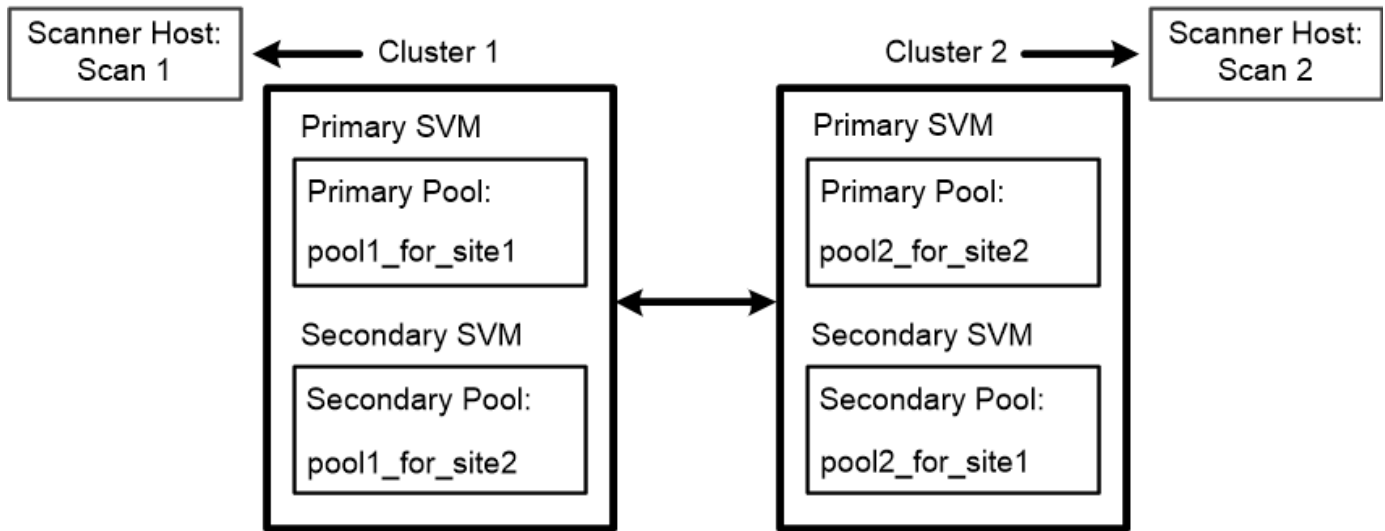 Scanner Host:
Scan 1
Cluster 1
Primary SVM
Primary Pool:
pool1_for_site1
Secondary SVM
Secondary Pool:
pool1_for_site2
Cluster 2
Scanner Host:
Scan 2
Primary SVM
Primary Pool:
pool2_for_site2
Secondary SVM
Secondary Pool:
pool2_for_site1